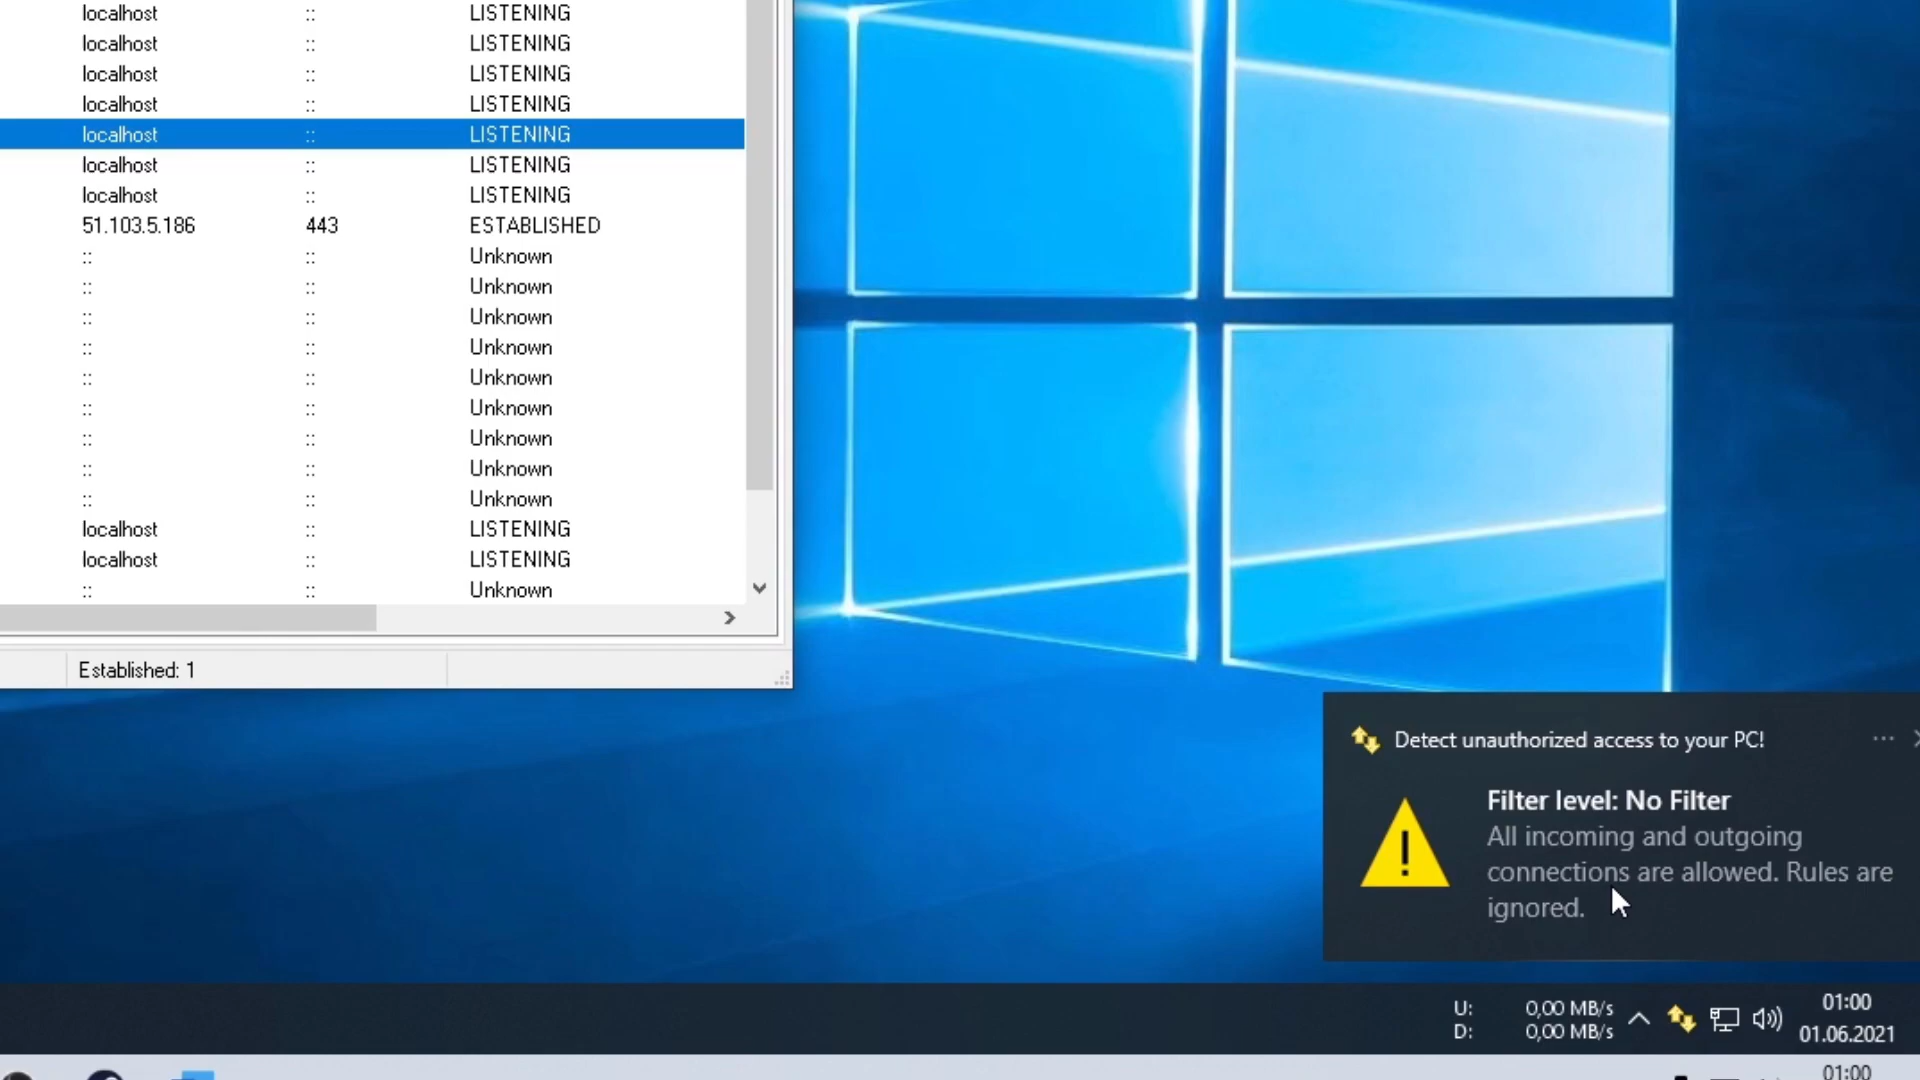 localhost :: LISTENING
localhost :: LISTENING
localhost :: LISTENING
localhost :: LISTENING
localhost :: LISTENING
localhost :: LISTENING
localhost :: LISTENING
51.103.5.186 443 ESTABLISHED
:: :: Unknown
:: :: Unknown
:: :: Unknown
:: :: Unknown
:: :: Unknown
:: :: Unknown
:: :: Unknown
:: :: Unknown
:: :: Unknown
localhost :: LISTENING
localhost :: LISTENING
:: :: Unknown
Established: 1
Detect unauthorized access to your PC!
Filter level: No Filter
All incoming and outgoing
connections are allowed. Rules are
ignored.
U: 0,00 MB/s
D: 0,00 MB/s
01:00
01.06.2021
01:00